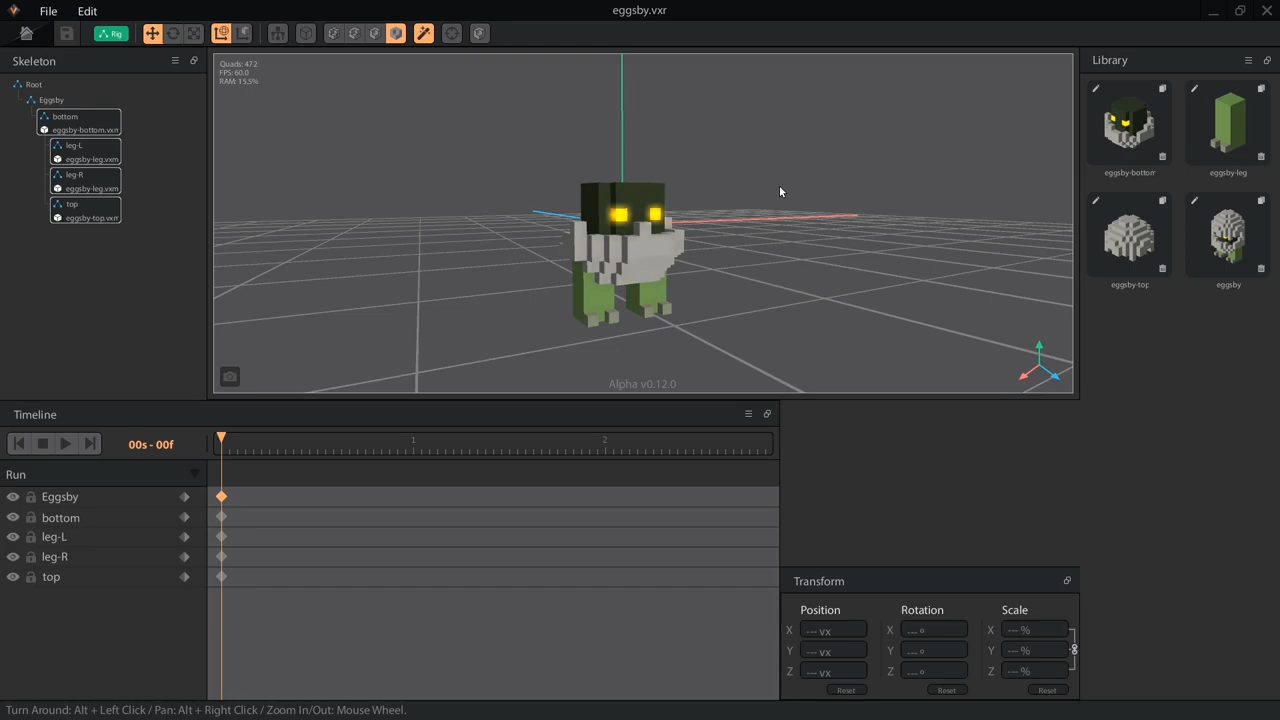 File Edit eggsby.vxr
Rig
Skeleton
Root
Eggsby
bottom
eggsby-bottom.vxm
leg-L
eggsby-leg.vxm
leg-R
eggsby-leg.vxm
top
eggsby-top.vxm
Quads: 472
FPS: 60.0
RAM: 15.5%
Alpha v0.12.0
Library
eggsby-bottom
eggsby-leg
eggsby-top
eggsby
Timeline
00s - 00f
1 2
Run
Eggsby
bottom
leg-L
leg-R
top
Transform
Position Rotation Scale
X --- vx X --- º X --- %
Y --- vx Y --- º Y --- %
Z --- vx Z --- º Z --- %
Reset Reset Reset
Turn Around: Alt + Left Click / Pan: Alt + Right Click / Zoom In/Out: Mouse Wheel.